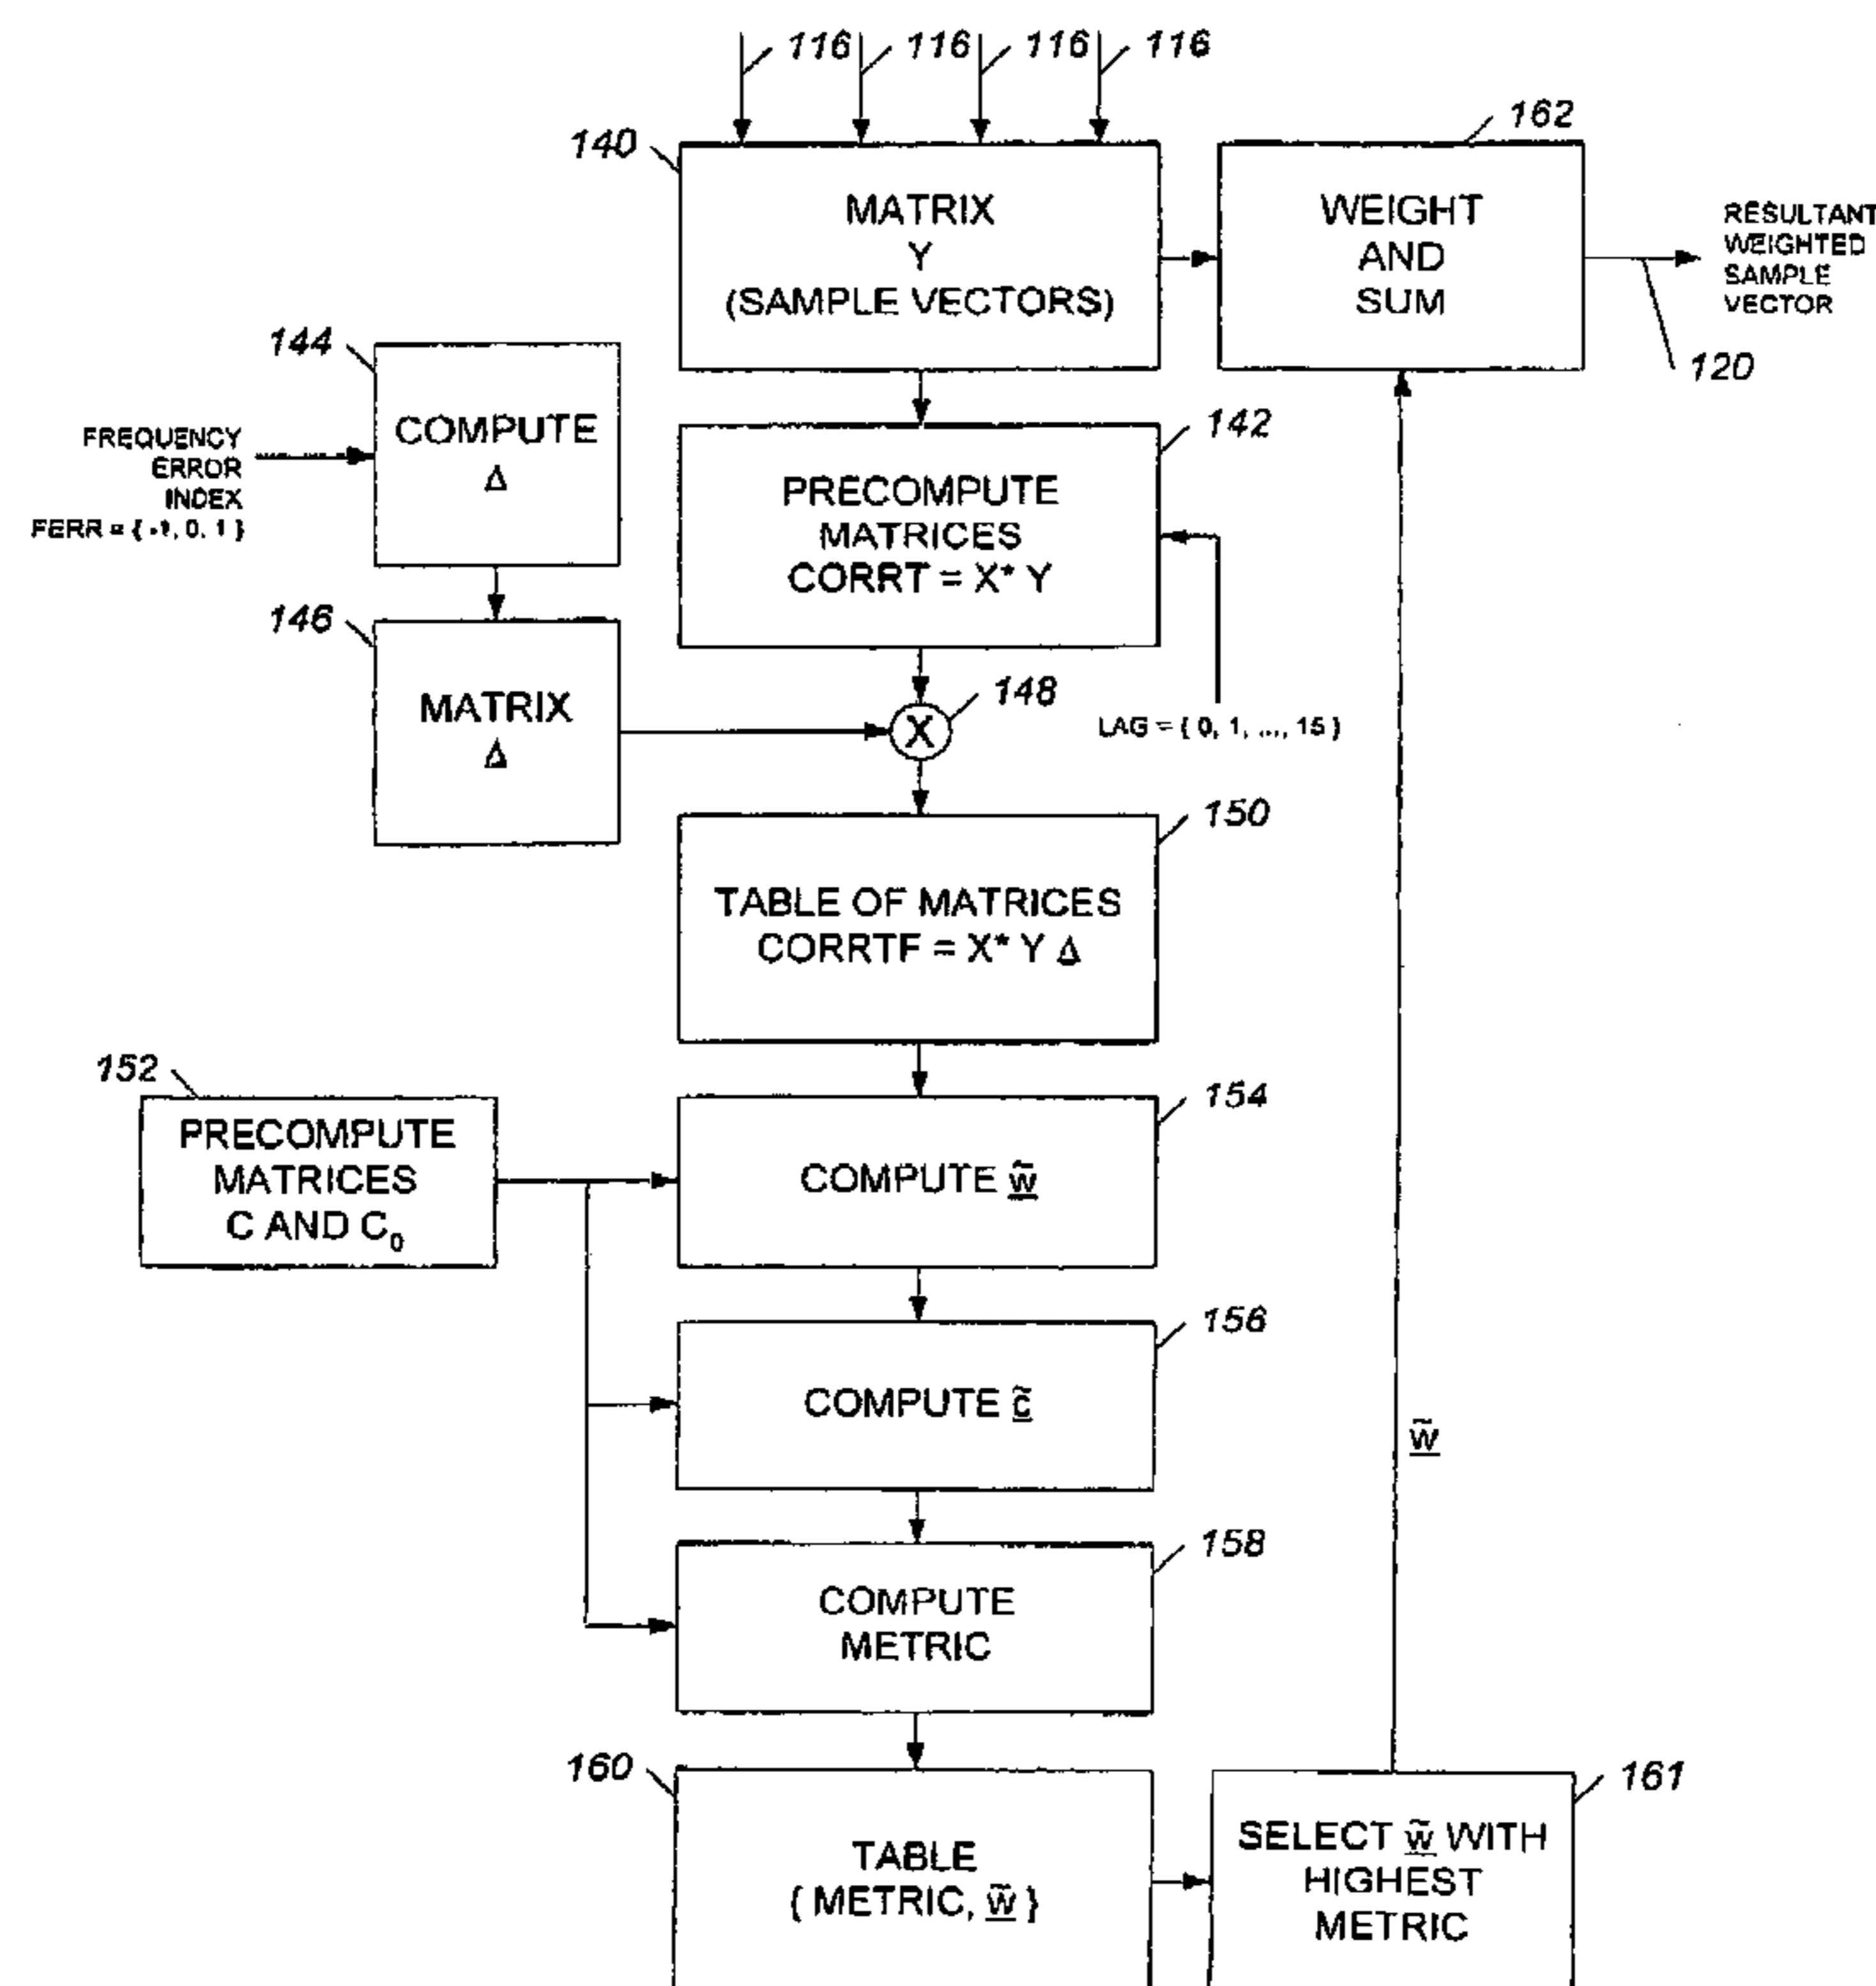 116 116 116 116
140
162
MATRIX
Y
(SAMPLE VECTORS)
WEIGHT
AND
SUM
RESULTANT
WEIGHTED
SAMPLE
VECTOR
120
144
COMPUTE
Δ
FREQUENCY
ERROR
INDEX
FERR = { -1, 0, 1 }
142
PRECOMPUTE
MATRICES
CORRT = X* Y
146
MATRIX
Δ
148
X
LAG = { 0, 1, ..., 15 }
150
TABLE OF MATRICES
CORRTF = X* Y Δ
152
PRECOMPUTE
MATRICES
C AND C₀
154
COMPUTE w̲̃
156
COMPUTE c̲̃
w̲̃
158
COMPUTE
METRIC
160
TABLE
{ METRIC, w̲̃ }
161
SELECT w̲̃ WITH
HIGHEST
METRIC